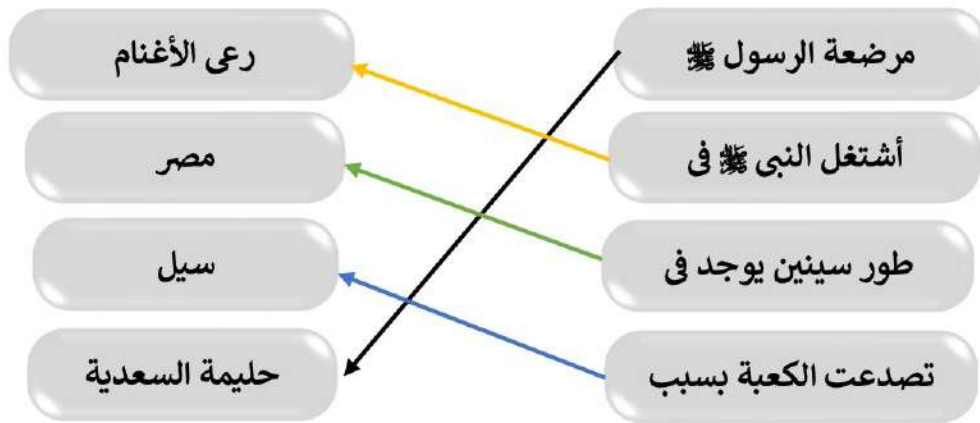 مرضعة الرسول ﷺ
رعى الأغنام
أشتغل النبى ﷺ فى
مصر
طور سينين يوجد فى
سيل
تصدعت الكعبة بسبب
حليمة السعدية